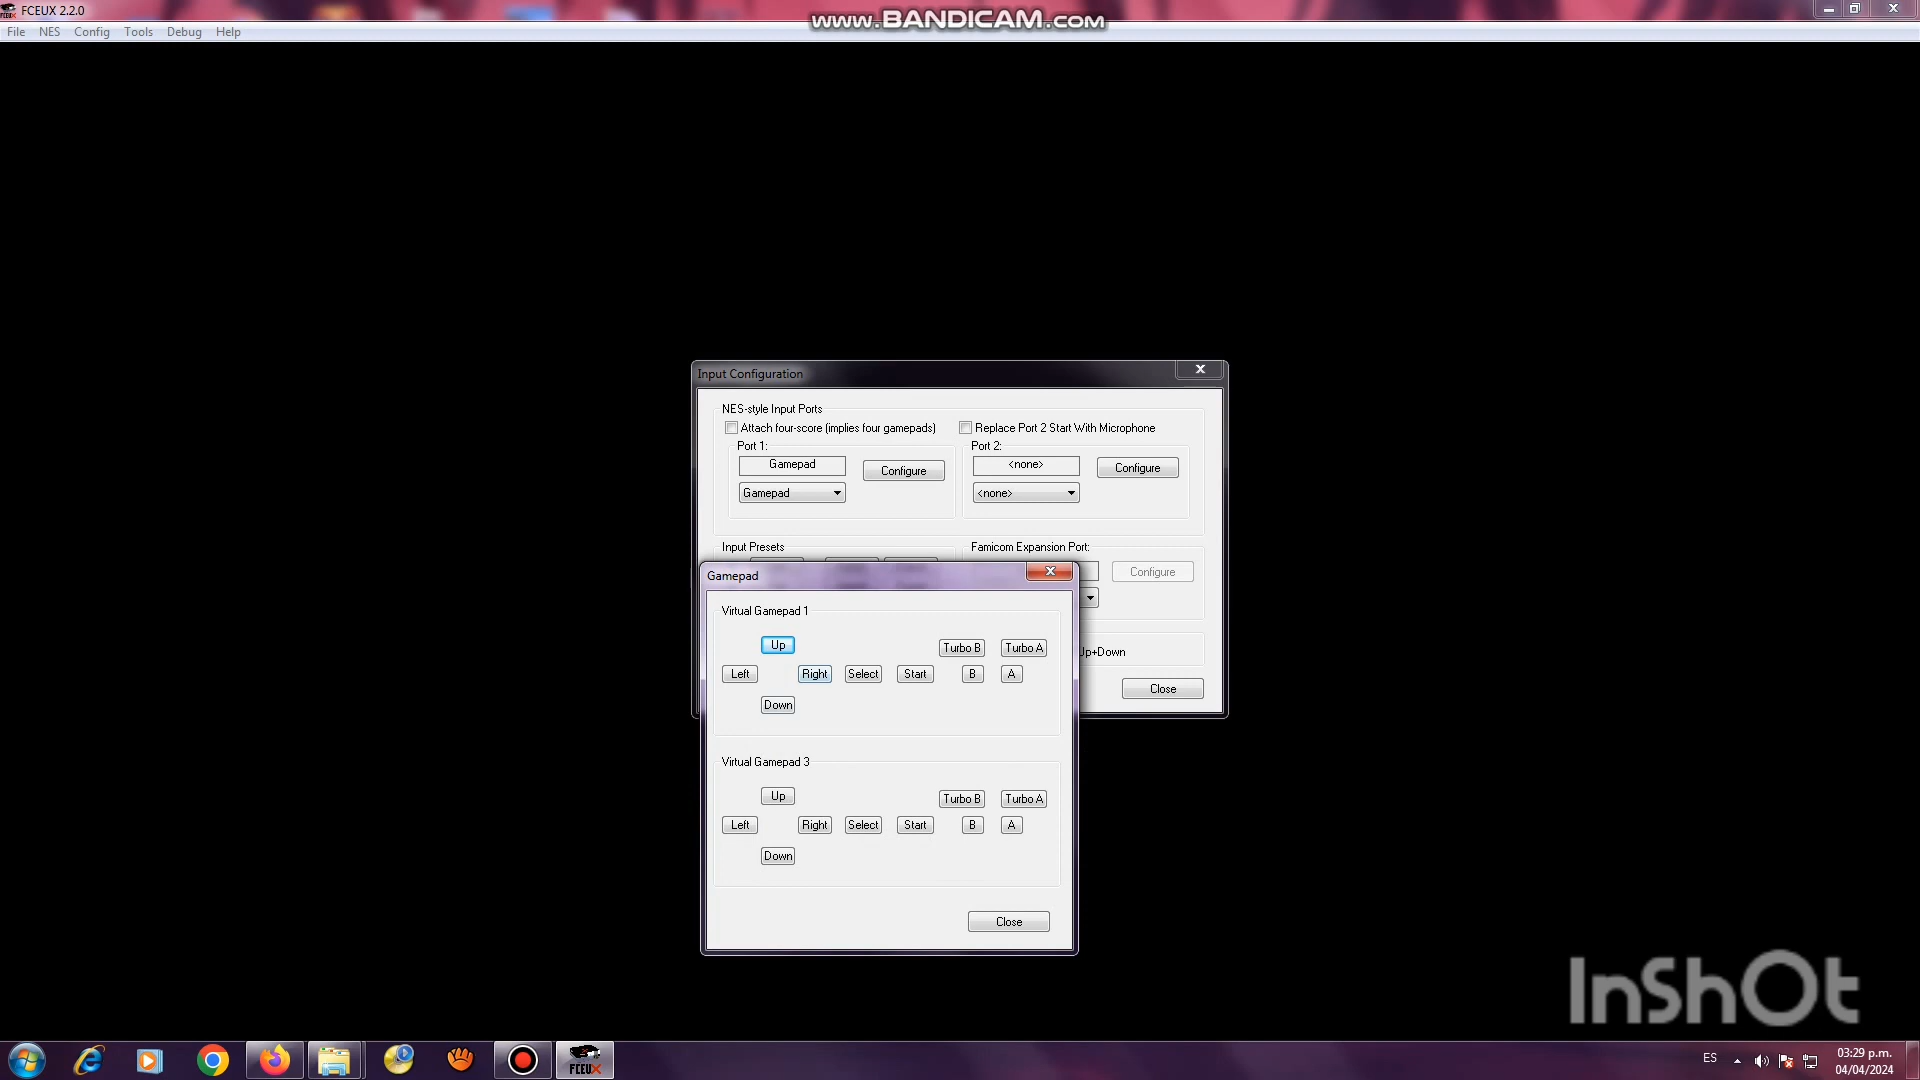 FCEUX 2.2.0
www.BANDICAM.com
File NES Config Tools Debug Help
Input Configuration
NES-style Input Ports
Attach four-score (implies four gamepads) Replace Port 2 Start With Microphone
Port 1: Port 2:
Gamepad Configure <none> Configure
Gamepad <none>
Input Presets Famicom Expansion Port:
Gamepad Configure
Virtual Gamepad 1
Up Turbo B Turbo A Up+Down
Left Right Select Start B A
Close
Down
Virtual Gamepad 3
Up Turbo B Turbo A
Left Right Select Start B A
Down
Close
InShOt
FCEUX
ES 03:29 p.m.
04/04/2024